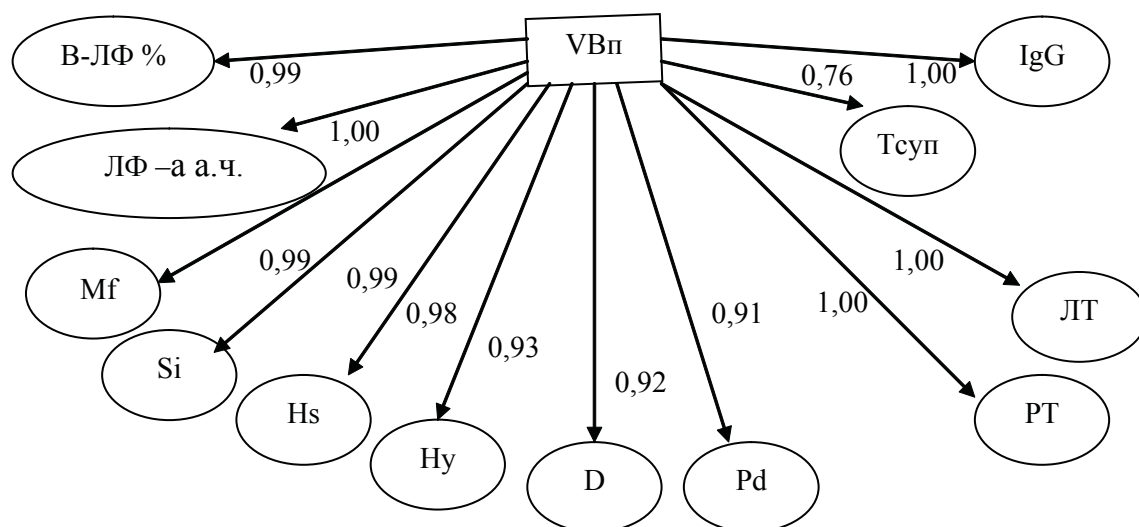 VBп
В-ЛФ %
IgG
0,99
0,76
1,00
ЛФ –а а.ч.
1,00
Тсуп
Mf
0,99
0,99
1,00
ЛТ
0,98
0,91
1,00
Si
0,93
0,92
Hs
РТ
Hy
D
Pd